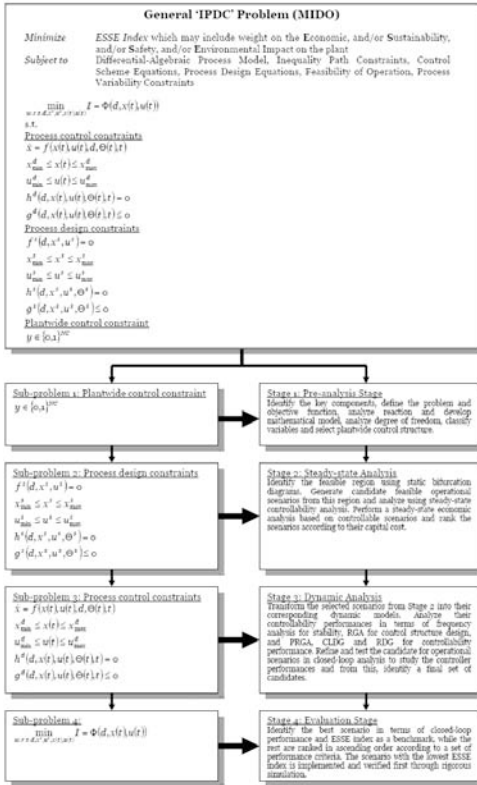 General 'IPDC' Problem (MIDO)
Minimize ESSE Index which may include weight on the Economic, and/or Sustainability, and/or Safety, and/or Environmental Impact on the plant
Subject to Differential-Algebraic Process Model, Inequality Path Constraints, Control Scheme Equations, Process Design Equations, Feasibility of Operation, Process Variability Constraints
min I = Φ(d, x(t), u(t))
s.t.
Process control constraints
ẋ = f(x(t), u(t), d, Θ(t), t)
x^d_min ≤ x(t) ≤ x^d_max
u^d_min ≤ u(t) ≤ u^d_max
h^d(d, x(t), u(t), Θ(t), t) = 0
g^d(d, x(t), u(t), Θ(t), t) ≤ 0
Process design constraints
f^s(d, x^s, u^s) = 0
x^s_min ≤ x^s ≤ x^s_max
u^s_min ≤ u^s ≤ u^s_max
h^s(d, x^s, u^s, Θ^s) = 0
g^s(d, x^s, u^s, Θ^s) ≤ 0
Plantwide control constraint
Sub-problem 1: Plantwide control constraint
Stage 1: Pre-analysis Stage
Identify the key components, define the problem and
objective function, analyze reaction and develop
mathematical model, analyze degree of freedom, classify
variables and select plantwide control structure.
Sub-problem 2: Process design constraints
f^s(d, x^s, u^s) = 0
x^s_min ≤ x^s ≤ x^s_max
u^s_min ≤ u^s ≤ u^s_max
h^s(d, x^s, u^s, Θ^s) = 0
g^s(d, x^s, u^s, Θ^s) ≤ 0
Stage 2: Steady-state Analysis
Identify the feasible region using static bifurcation
diagrams. Generate candidate feasible operational
scenarios from this region and analyze using steady-state
controllability analysis. Perform a steady-state economic
analysis based on controllable scenarios and rank the
scenarios according to their capital cost.
Sub-problem 3: Process control constraints
ẋ = f(x(t), u(t), d, Θ(t), t)
x^d_min ≤ x(t) ≤ x^d_max
u^d_min ≤ u(t) ≤ u^d_max
h^d(d, x(t), u(t), Θ(t), t) = 0
g^d(d, x(t), u(t), Θ(t), t) ≤ 0
Stage 3: Dynamic Analysis
Transform the selected scenarios from Stage 2 into their
corresponding dynamic models. Analyze their
controllability performances in terms of frequency
analysis for stability, RGA for control structure design,
and PRGA, CLDG and RDG for controllability
performance. Refine and test the candidate for operational
scenarios in closed-loop analysis to study the controller
performances and from this, identify a final set of
candidates.
Sub-problem 4:
min I = Φ(d, x(t), u(t))
Stage 4: Evaluation Stage
Identify the best scenario in terms of closed-loop
performance and ESSE index as a benchmark, while the
rest are ranked in ascending order according to a set of
performance criteria. The scenario with the lowest ESSE
index is implemented and verified first through rigorous
simulation.